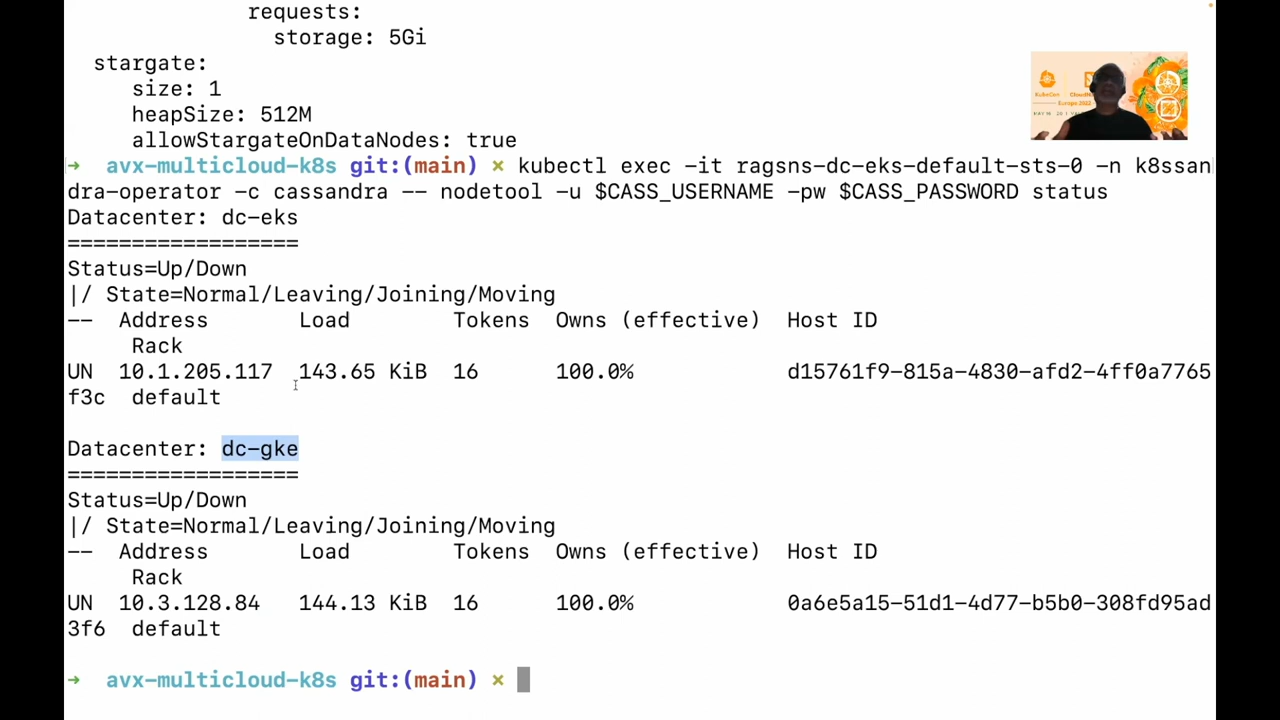 requests:
storage: 5Gi
stargate:
size: 1
heapSize: 512M
allowStargateOnDataNodes: true
→ avx-multicloud-k8s git:(main) × kubectl exec -it ragsns-dc-eks-default-sts-0 -n k8ssan
dra-operator -c cassandra -- nodetool -u $CASS_USERNAME -pw $CASS_PASSWORD status
Datacenter: dc-eks
==================
Status=Up/Down
|/ State=Normal/Leaving/Joining/Moving
-- Address Load Tokens Owns (effective) Host ID
Rack
UN 10.1.205.117 143.65 KiB 16 100.0% d15761f9-815a-4830-afd2-4ff0a7765
f3c default
Datacenter: dc-gke
==================
Status=Up/Down
|/ State=Normal/Leaving/Joining/Moving
-- Address Load Tokens Owns (effective) Host ID
Rack
UN 10.3.128.84 144.13 KiB 16 100.0% 0a6e5a15-51d1-4d77-b5b0-308fd95ad
3f6 default
→ avx-multicloud-k8s git:(main) ×
KubeCon
Europe 2022